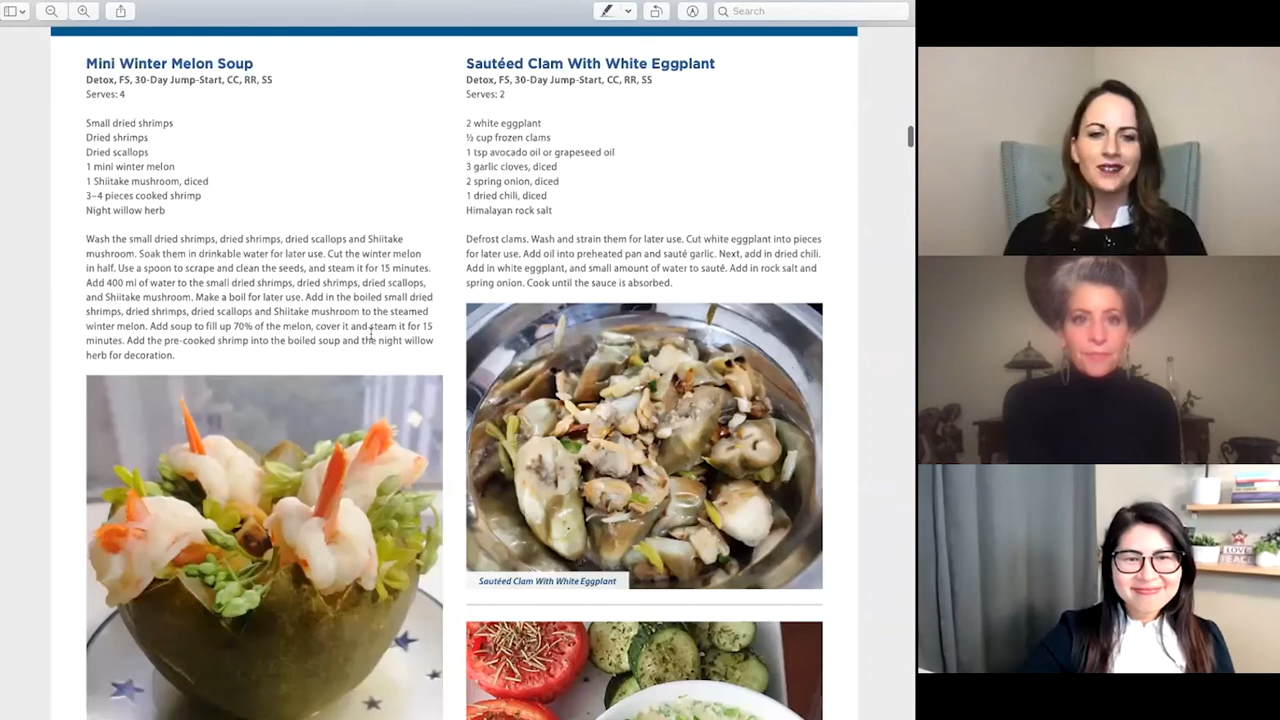 Search
Mini Winter Melon Soup
Detox, FS, 30-Day Jump-Start, CC, RR, SS
Serves: 4
Small dried shrimps
Dried shrimps
Dried scallops
1 mini winter melon
1 Shiitake mushroom, diced
3–4 pieces cooked shrimp
Night willow herb
Wash the small dried shrimps, dried shrimps, dried scallops and Shiitake
mushroom. Soak them in drinkable water for later use. Cut the winter melon
in half. Use a spoon to scrape and clean the seeds, and steam it for 15 minutes.
Add 400 ml of water to the small dried shrimps, dried shrimps, dried scallops,
and Shiitake mushroom. Make a boil for later use. Add in the boiled small dried
shrimps, dried shrimps, dried scallops and Shiitake mushroom to the steamed
winter melon. Add soup to fill up 70% of the melon, cover it and steam it for 15
minutes. Add the pre-cooked shrimp into the boiled soup and the night willow
herb for decoration.
Sautéed Clam With White Eggplant
Detox, FS, 30-Day Jump-Start, CC, RR, SS
Serves: 2
2 white eggplant
½ cup frozen clams
1 tsp avocado oil or grapeseed oil
3 garlic cloves, diced
2 spring onion, diced
1 dried chili, diced
Himalayan rock salt
Defrost clams. Wash and strain them for later use. Cut white eggplant into pieces
for later use. Add oil into preheated pan and sauté garlic. Next, add in dried chili.
Add in white eggplant, and small amount of water to sauté. Add in rock salt and
spring onion. Cook until the sauce is absorbed.
Sautéed Clam With White Eggplant
LOVE
PEACE